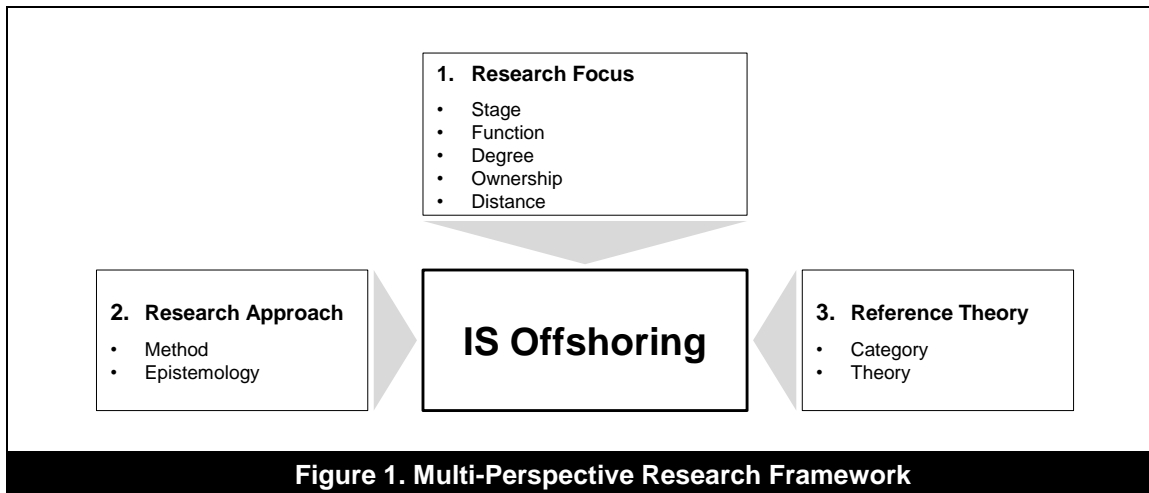 1. Research Focus
• Stage
• Function
• Degree
• Ownership
• Distance
2. Research Approach
• Method
• Epistemology
IS Offshoring
3. Reference Theory
• Category
• Theory
Figure 1. Multi-Perspective Research Framework